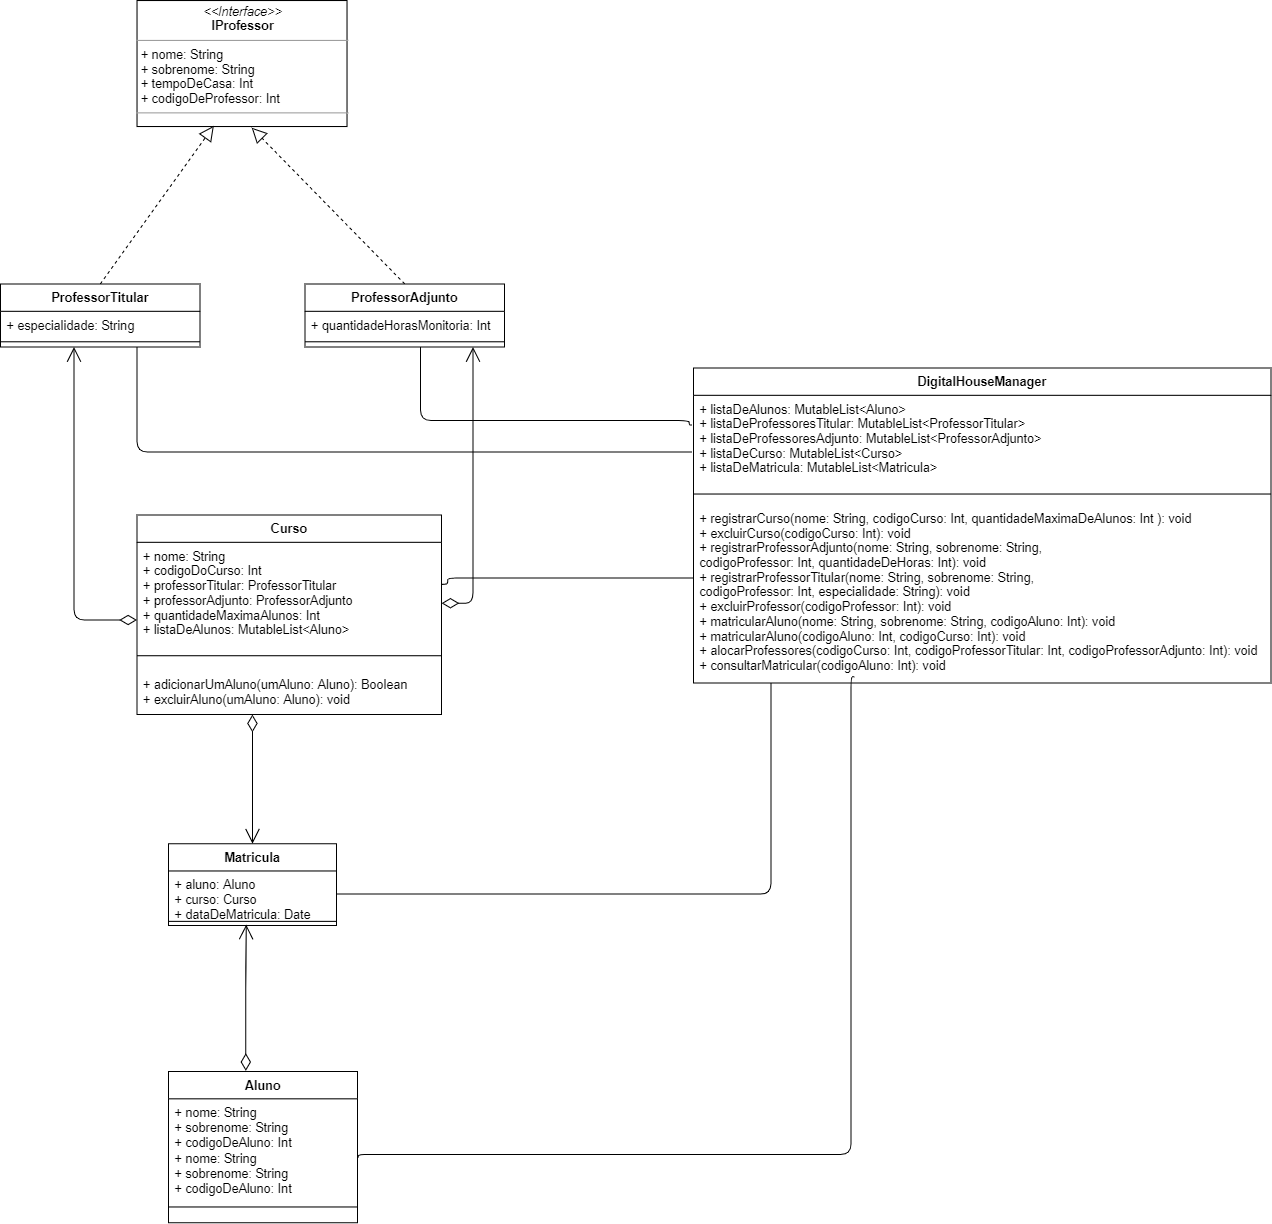 <<Interface>>
IProfessor
+ nome: String
+ sobrenome: String
+ tempoDeCasa: Int
+ codigoDeProfessor: Int
ProfessorTitular
+ especialidade: String
ProfessorAdjunto
+ quantidadeHorasMonitoria: Int
DigitalHouseManager
+ listaDeAlunos: MutableList<Aluno>
+ listaDeProfessoresTitular: MutableList<ProfessorTitular>
+ listaDeProfessoresAdjunto: MutableList<ProfessorAdjunto>
+ listaDeCurso: MutableList<Curso>
+ listaDeMatricula: MutableList<Matricula>
+ registrarCurso(nome: String, codigoCurso: Int, quantidadeMaximaDeAlunos: Int ): void
+ excluirCurso(codigoCurso: Int): void
+ registrarProfessorAdjunto(nome: String, sobrenome: String,
codigoProfessor: Int, quantidadeDeHoras: Int): void
+ registrarProfessorTitular(nome: String, sobrenome: String,
codigoProfessor: Int, especialidade: String): void
+ excluirProfessor(codigoProfessor: Int): void
+ matricularAluno(nome: String, sobrenome: String, codigoAluno: Int): void
+ matricularAluno(codigoAluno: Int, codigoCurso: Int): void
+ alocarProfessores(codigoCurso: Int, codigoProfessorTitular: Int, codigoProfessorAdjunto: Int): void
+ consultarMatricular(codigoAluno: Int): void
Curso
+ nome: String
+ codigoDoCurso: Int
+ professorTitular: ProfessorTitular
+ professorAdjunto: ProfessorAdjunto
+ quantidadeMaximaAlunos: Int
+ listaDeAlunos: MutableList<Aluno>
+ adicionarUmAluno(umAluno: Aluno): Boolean
+ excluirAluno(umAluno: Aluno): void
Matricula
+ aluno: Aluno
+ curso: Curso
+ dataDeMatricula: Date
Aluno
+ nome: String
+ sobrenome: String
+ codigoDeAluno: Int
+ nome: String
+ sobrenome: String
+ codigoDeAluno: Int